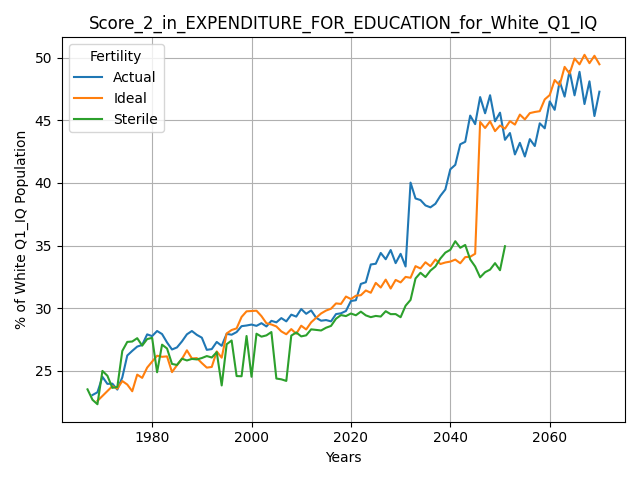 Score_2_in_EXPENDITURE_FOR_EDUCATION_for_White_Q1_IQ
Fertility
Actual
Ideal
Sterile
% of White Q1_IQ Population
50
45
40
35
30
25
1980 2000 2020 2040 2060
Years